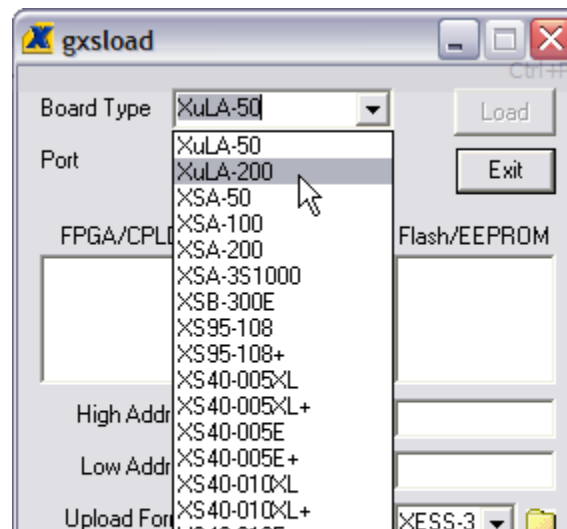 gxsload
Ctrl+F
Board Type XuLA-50 Load
Port Exit
XuLA-50
XuLA-200
XSA-50
XSA-100
XSA-200
XSA-3S1000
XSB-300E
XS95-108
XS95-108+
XS40-005XL
XS40-005XL+
XS40-005E
XS40-005E+
XS40-010XL
XS40-010XL+
FPGA/CPLD Flash/EEPROM
High Addr
Low Addr
Upload For XESS-3